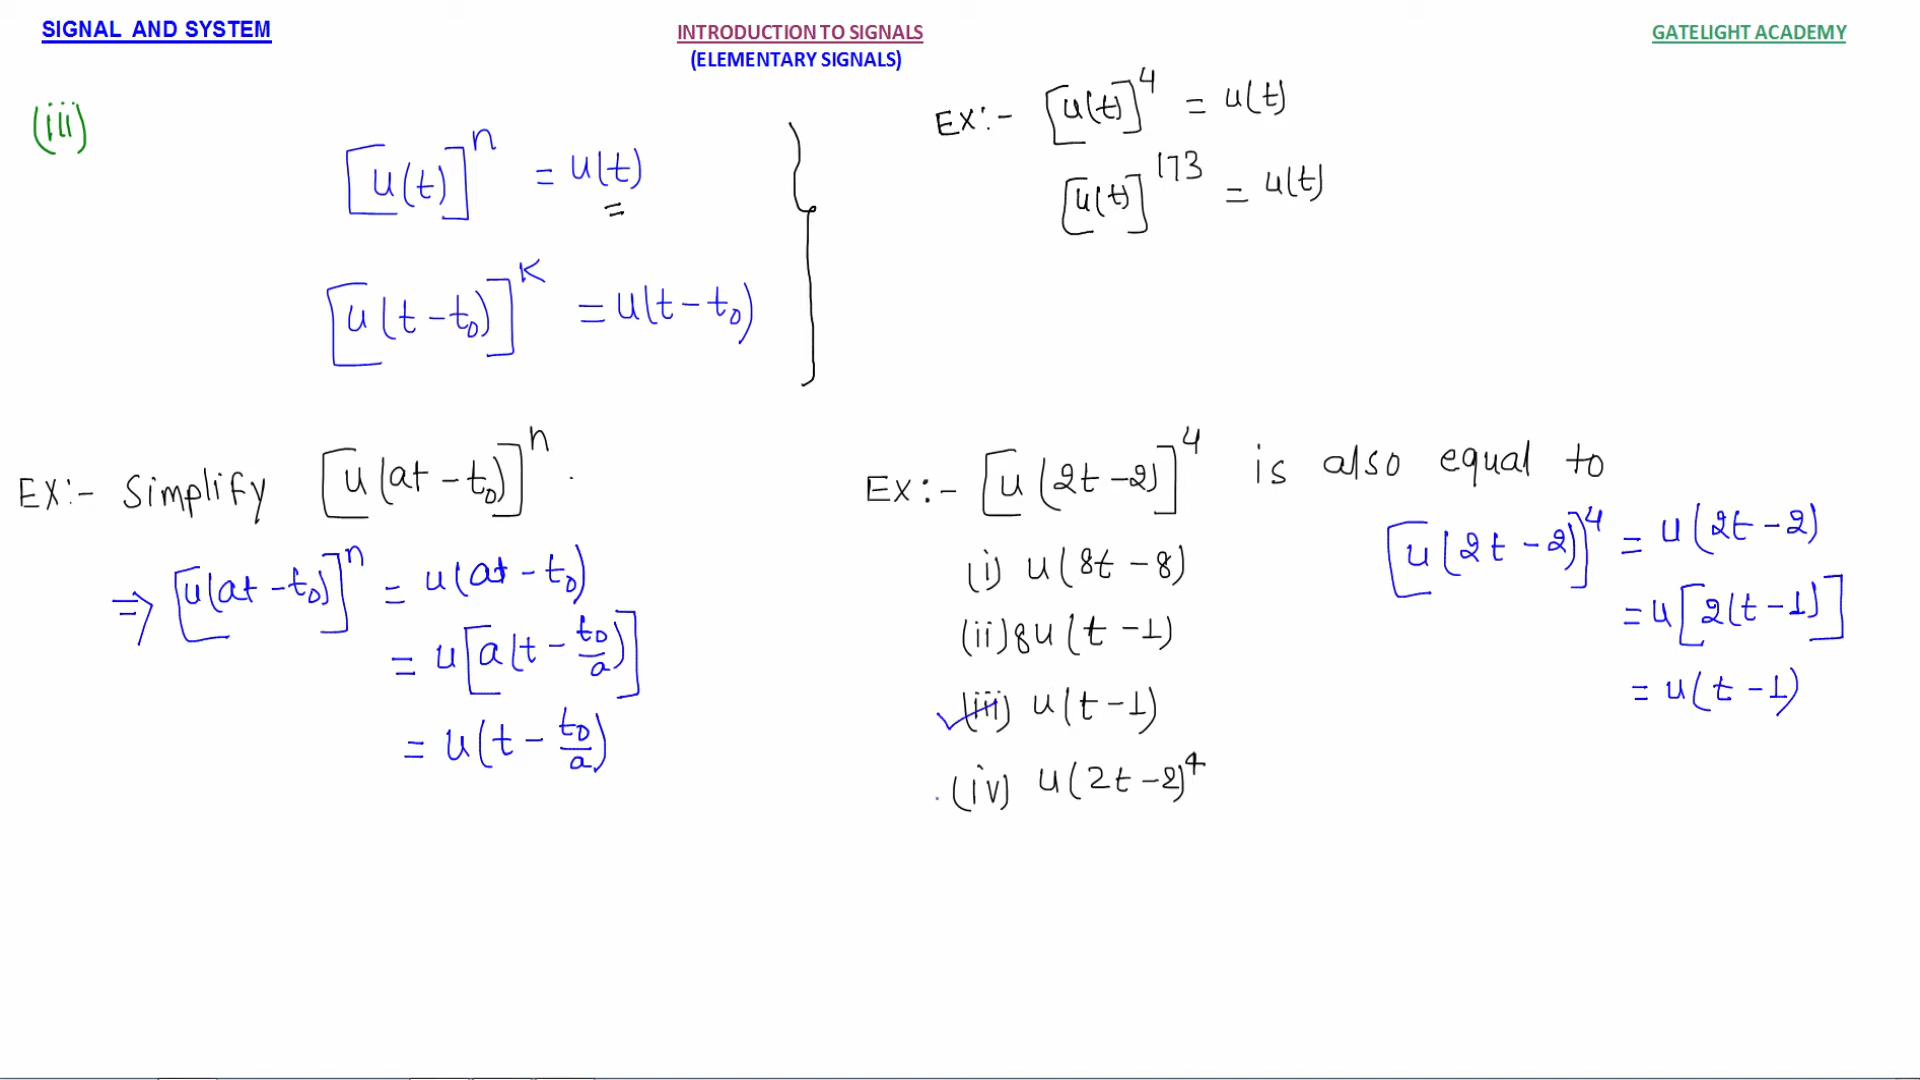 SIGNAL AND SYSTEM
INTRODUCTION TO SIGNALS
(ELEMENTARY SIGNALS)
GATELIGHT ACADEMY
(iii)
[u(t)]^n = u(t)
=
[u(t-t₀)]^K = u(t-t₀)
Ex:- [u(t)]^4 = u(t)
[u(t)]^173 = u(t)
Ex:- Simplify [u(at-t₀)]^n.
⇒ [u(at-t₀)]^n = u(at-t₀)
= u[a(t-t₀/a)]
= u(t-t₀/a)
Ex:- [u(2t-2)]^4 is also equal to
(i) u(8t-8)
(ii) 8u(t-1)
✓(iii) u(t-1)
(iv) u(2t-2)^4
[u(2t-2)]^4 = u(2t-2)
= u[2(t-1)]
= u(t-1)